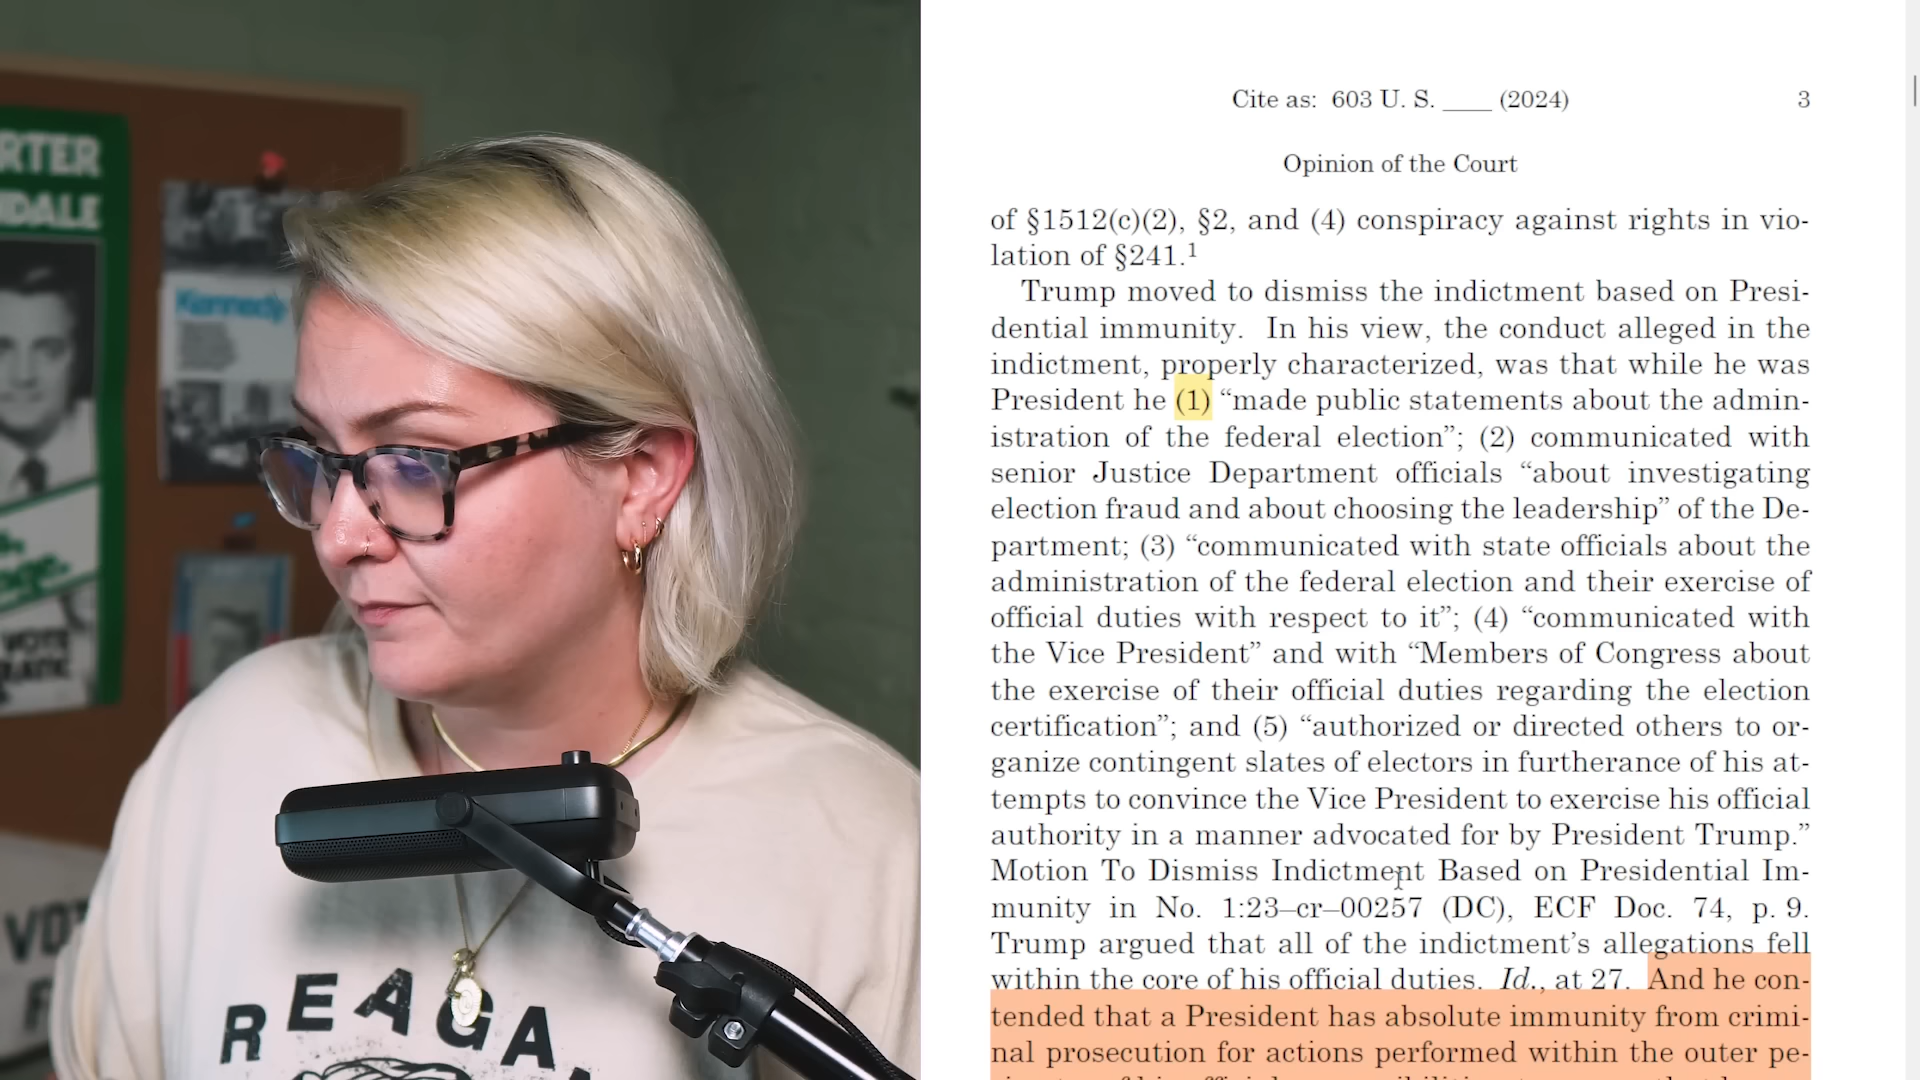 RTER
NDALE
Kennedy
VOTE
VOT
REAGA
Cite as: 603 U. S. ____ (2024) 3
Opinion of the Court
of §1512(c)(2), §2, and (4) conspiracy against rights in vio-
lation of §241.1
Trump moved to dismiss the indictment based on Presi-
dential immunity. In his view, the conduct alleged in the
indictment, properly characterized, was that while he was
President he (1) “made public statements about the admin-
istration of the federal election”; (2) communicated with
senior Justice Department officials “about investigating
election fraud and about choosing the leadership” of the De-
partment; (3) “communicated with state officials about the
administration of the federal election and their exercise of
official duties with respect to it”; (4) “communicated with
the Vice President” and with “Members of Congress about
the exercise of their official duties regarding the election
certification”; and (5) “authorized or directed others to or-
ganize contingent slates of electors in furtherance of his at-
tempts to convince the Vice President to exercise his official
authority in a manner advocated for by President Trump.”
Motion To Dismiss Indictment Based on Presidential Im-
munity in No. 1:23–cr–00257 (DC), ECF Doc. 74, p. 9.
Trump argued that all of the indictment’s allegations fell
within the core of his official duties. Id., at 27. And he con-
tended that a President has absolute immunity from crimi-
nal prosecution for actions performed within the outer pe-